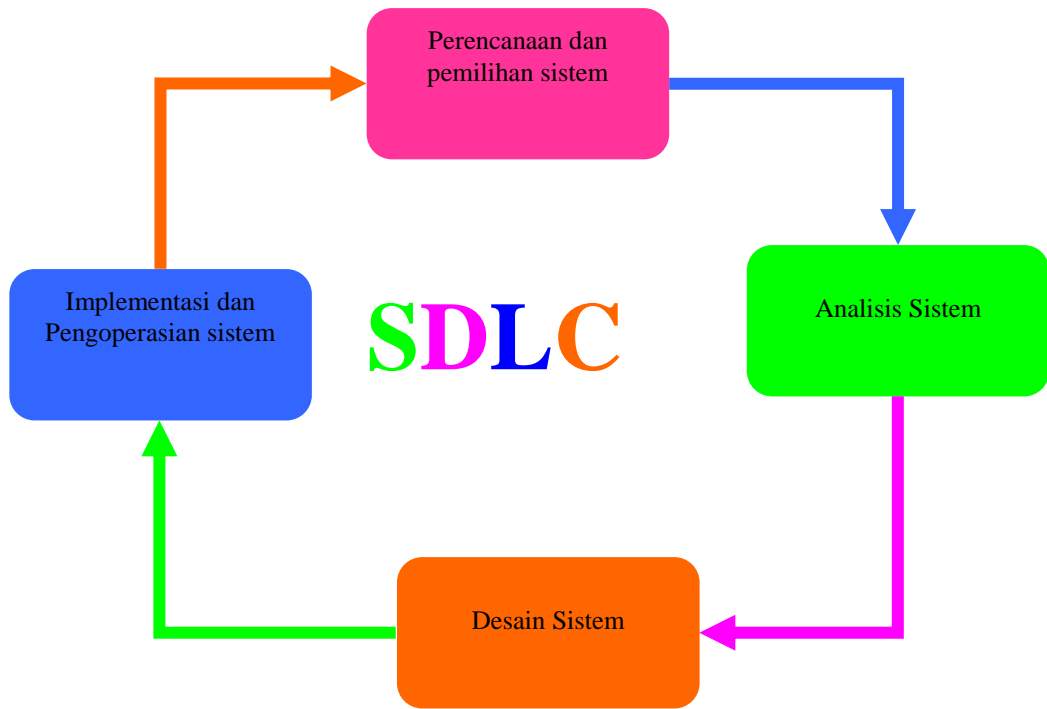 Perencanaan dan
pemilihan sistem
Implementasi dan
Pengoperasian sistem
SDLC
Analisis Sistem
Desain Sistem